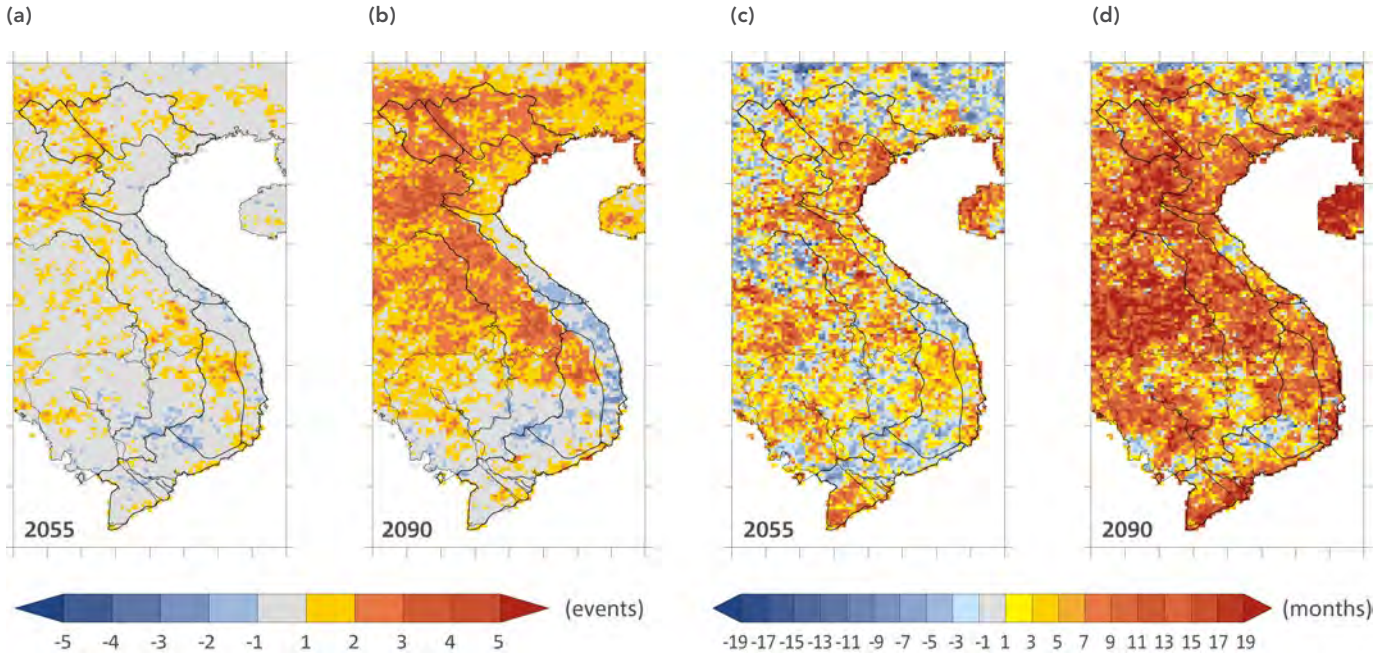 (a) (b) (c) (d)
2055 2090 2055 2090
(events) (months)
-5 -4 -3 -2 -1 1 2 3 4 5 -19 -17 -15 -13 -11 -9 -7 -5 -3 -1 1 3 5 7 9 11 13 15 17 19